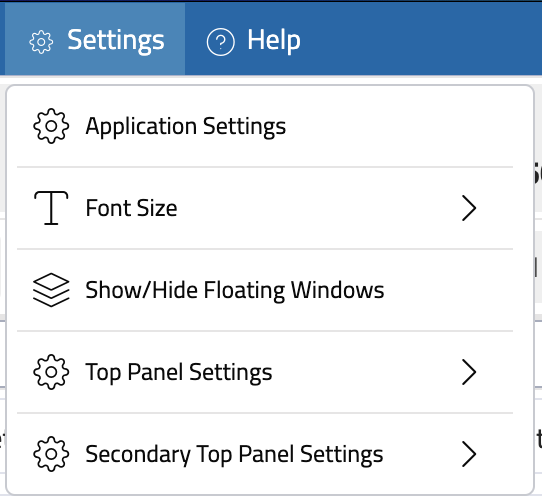 Settings Help
Application Settings
Font Size
Show/Hide Floating Windows
Top Panel Settings
Secondary Top Panel Settings